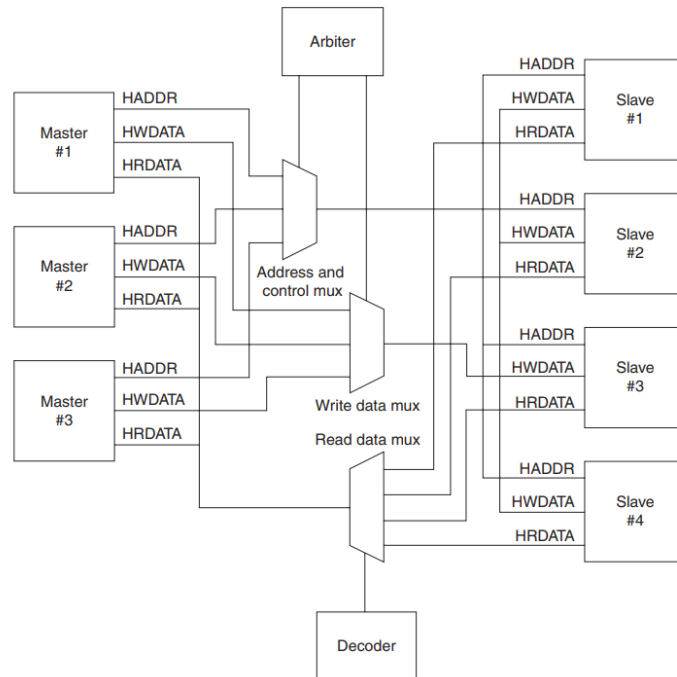 Arbiter
Master
#1
HADDR
HWDATA
HRDATA
Master
#2
HADDR
HWDATA
HRDATA
Master
#3
HADDR
HWDATA
HRDATA
Address and
control mux
Write data mux
Read data mux
HADDR
HWDATA
HRDATA
Slave
#1
HADDR
HWDATA
HRDATA
Slave
#2
HADDR
HWDATA
HRDATA
Slave
#3
HADDR
HWDATA
HRDATA
Slave
#4
Decoder